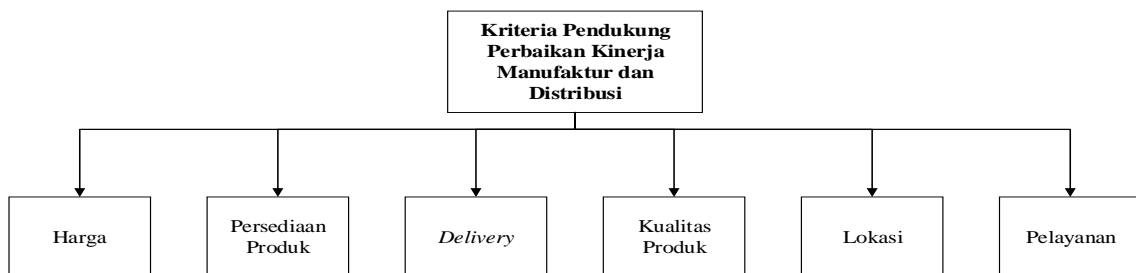 Kriteria Pendukung
Perbaikan Kinerja
Manufaktur dan
Distribusi
Harga
Persediaan
Produk
Delivery
Kualitas
Produk
Lokasi
Pelayanan